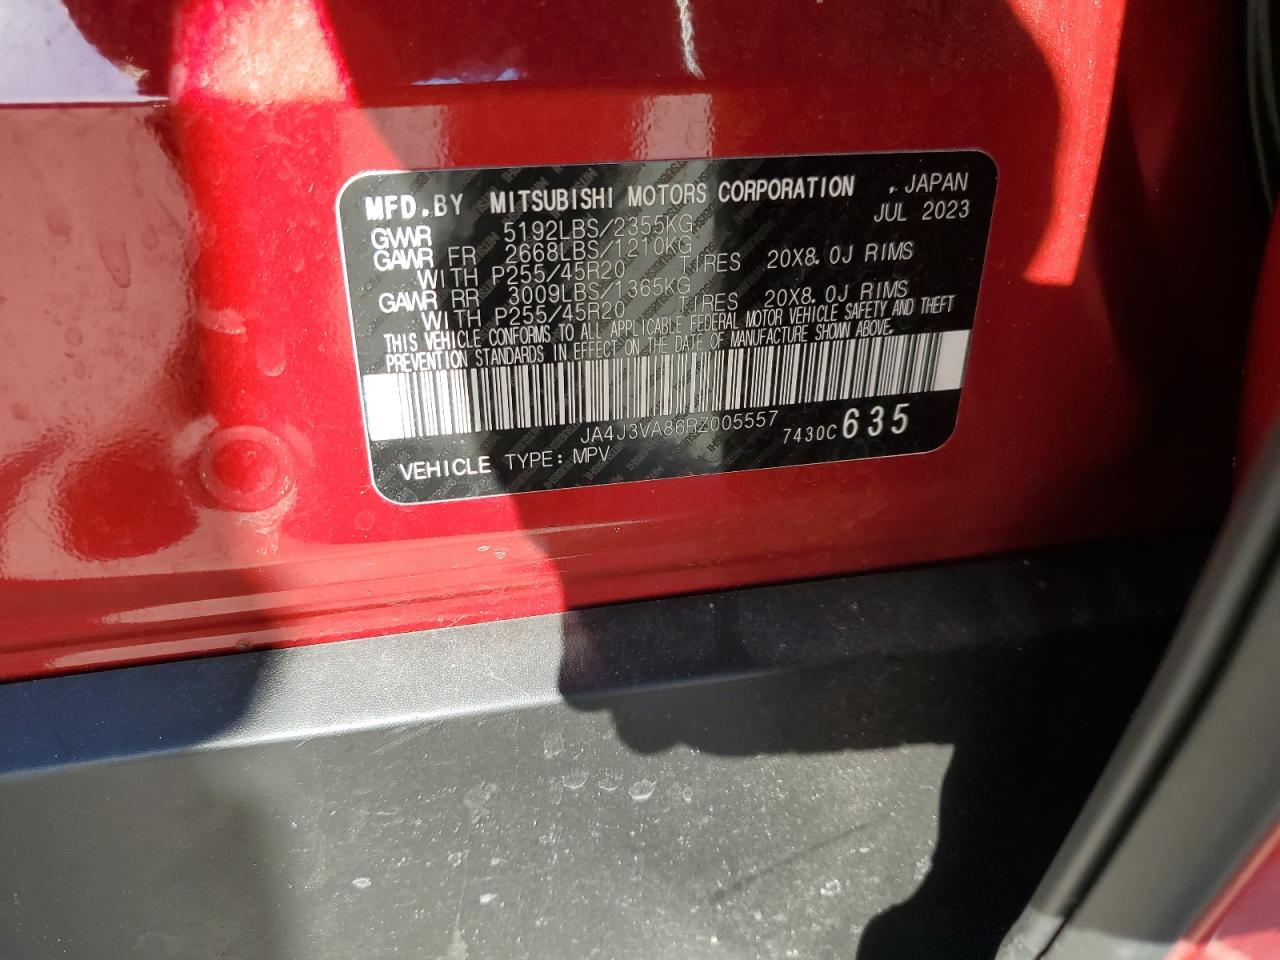 MFD.BY MITSUBISHI MOTORS CORPORATION , JAPAN
JUL 2023
GVWR 5192LBS/2355KG
GAWR FR 2668LBS/1210KG
WITH P255/45R20 TIRES 20X8.0J RIMS
GAWR RR 3009LBS/1365KG
WITH P255/45R20 TIRES 20X8.0J RIMS
THIS VEHICLE CONFORMS TO ALL APPLICABLE FEDERAL MOTOR VEHICLE SAFETY AND THEFT
PREVENTION STANDARDS IN EFFECT ON THE DATE OF MANUFACTURE SHOWN ABOVE.
JA4J3VA86RZ005557 7430C 635
VEHICLE TYPE: MPV